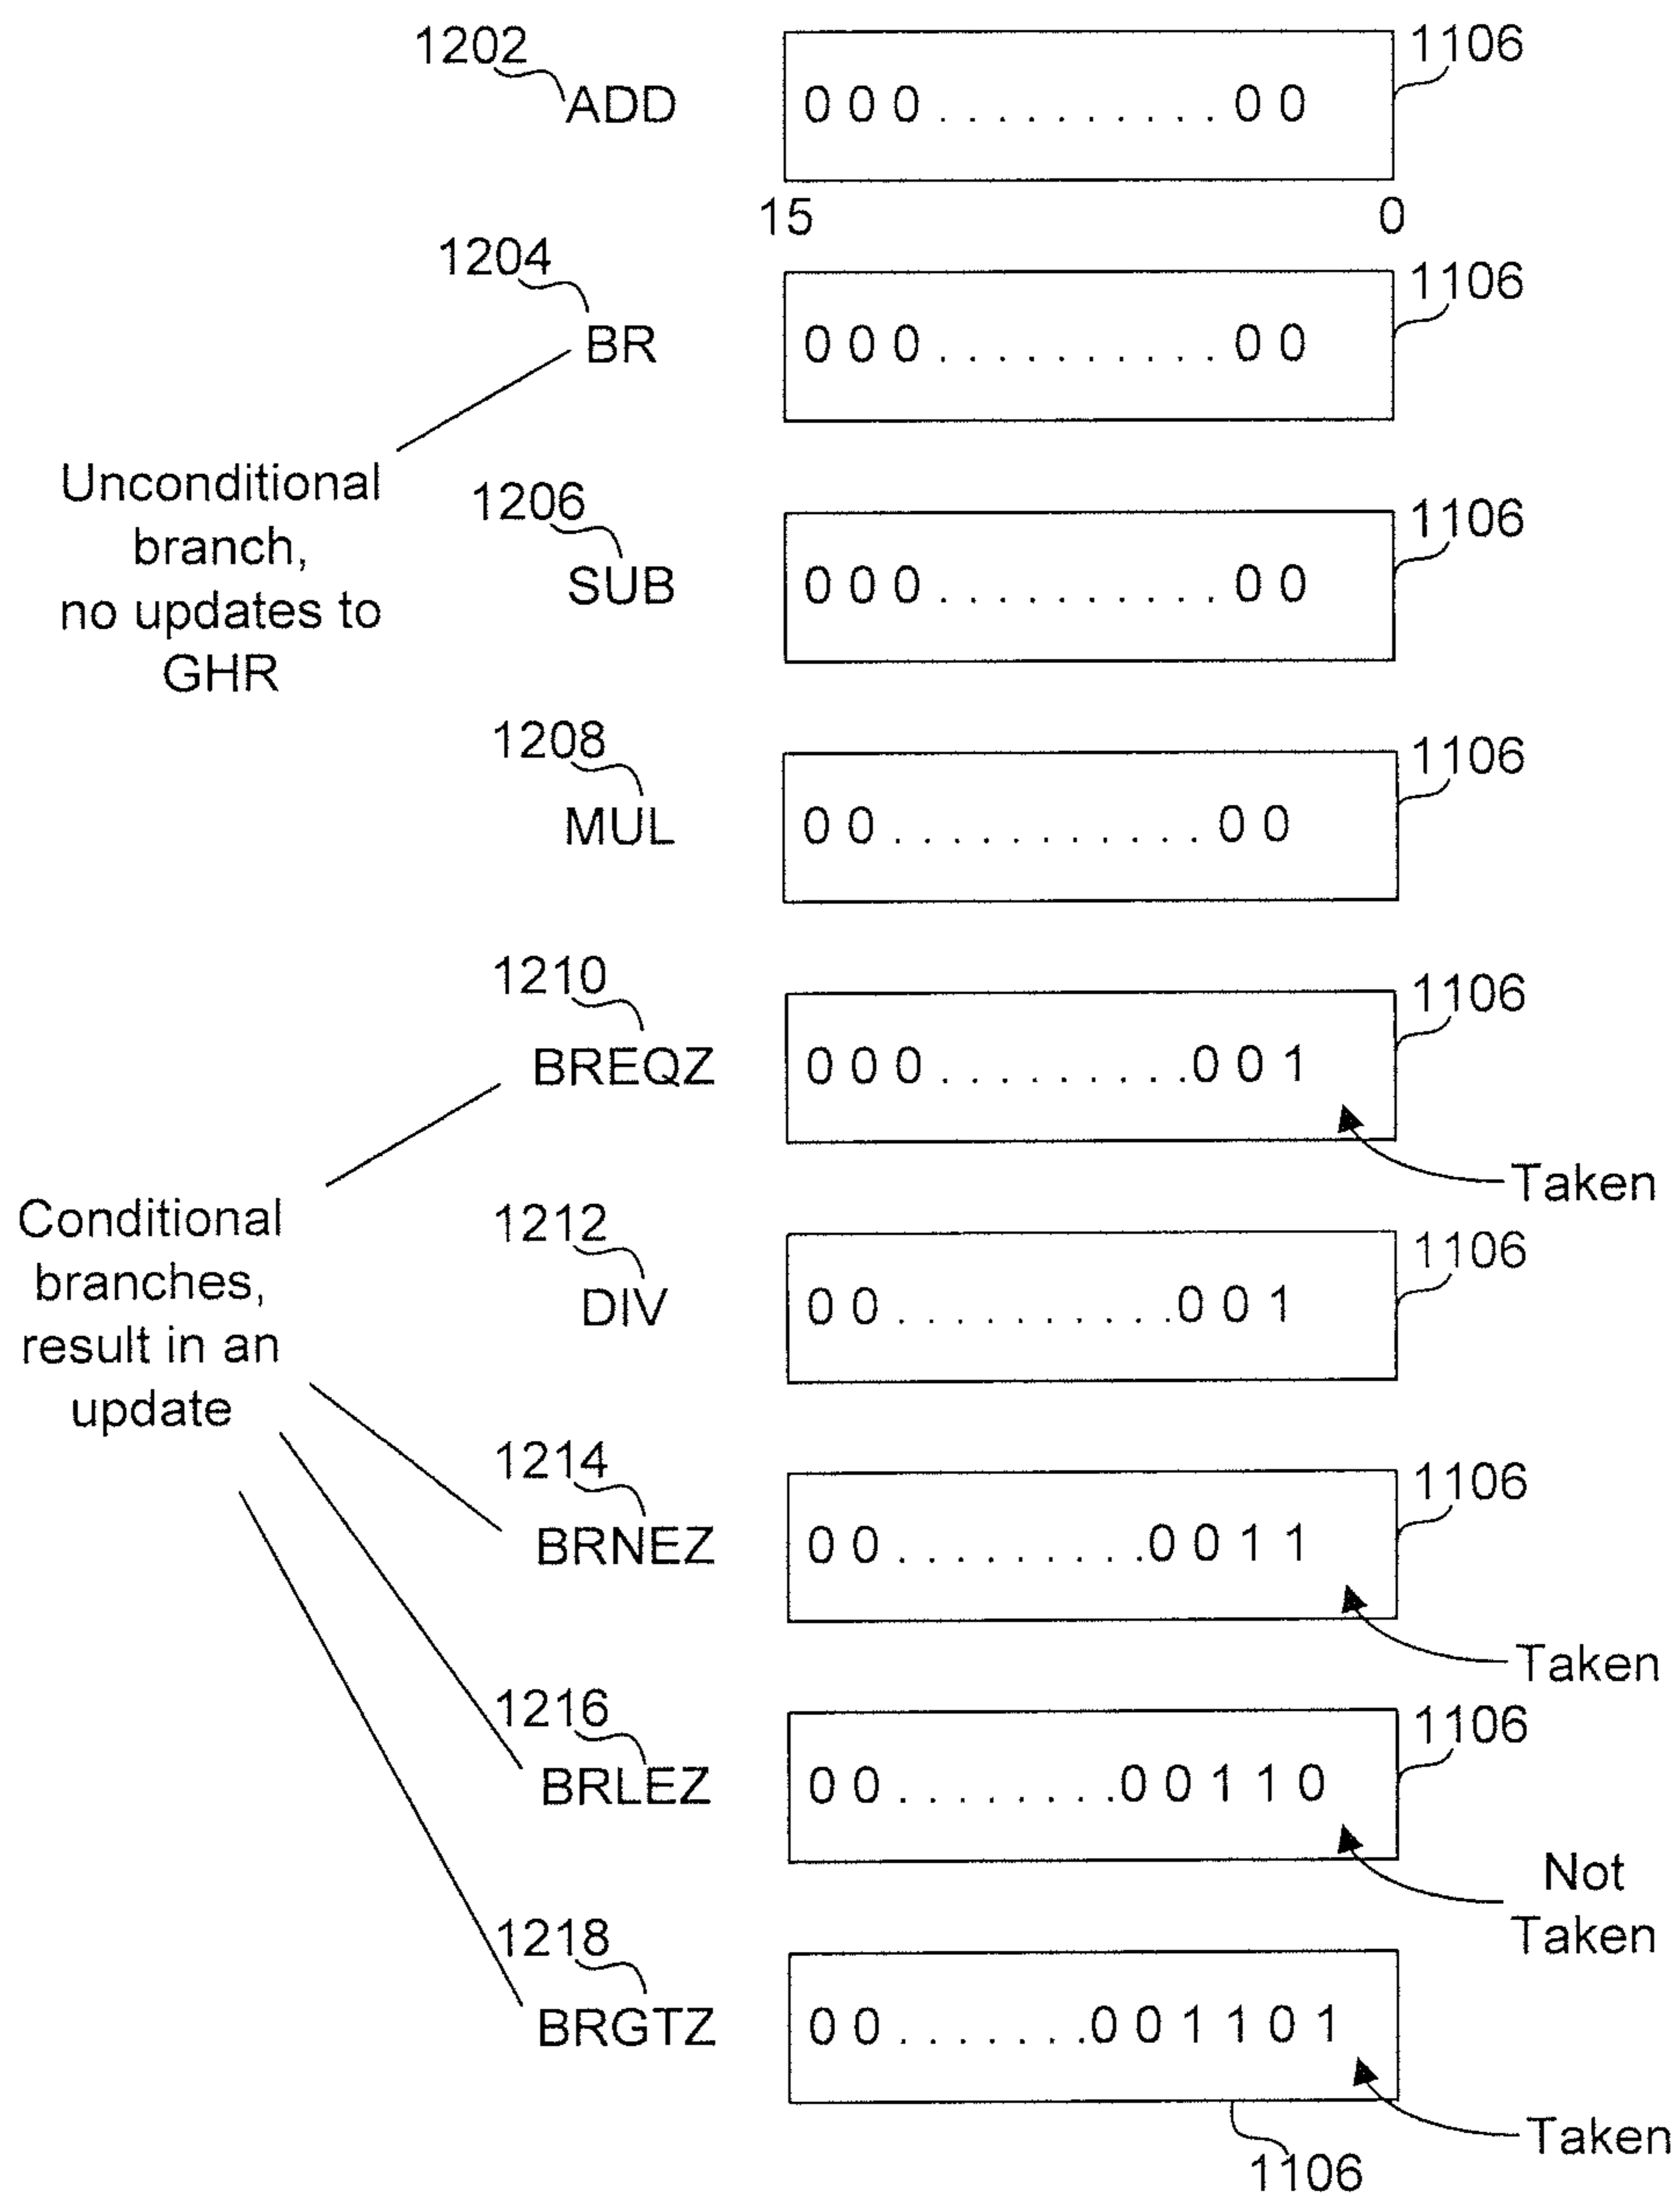 1202
1106
ADD
0 0 0 . . . . . . . . . . 0 0
15
0
1204
1106
BR
0 0 0 . . . . . . . . . . 0 0
Unconditional
branch,
no updates to
GHR
1206
1106
SUB
0 0 0 . . . . . . . . . . 0 0
1208
1106
MUL
0 0 . . . . . . . . . . . 0 0
1210
1106
BREQZ
0 0 0 . . . . . . . . . 0 0 1
Taken
Conditional
branches,
result in an
update
1212
1106
DIV
0 0 . . . . . . . . . . 0 0 1
1214
1106
BRNEZ
0 0 . . . . . . . . . 0 0 1 1
Taken
1216
1106
BRLEZ
0 0 . . . . . . . . 0 0 1 1 0
Not
Taken
1218
BRGTZ
0 0 . . . . . . . 0 0 1 1 0 1
Taken
1106